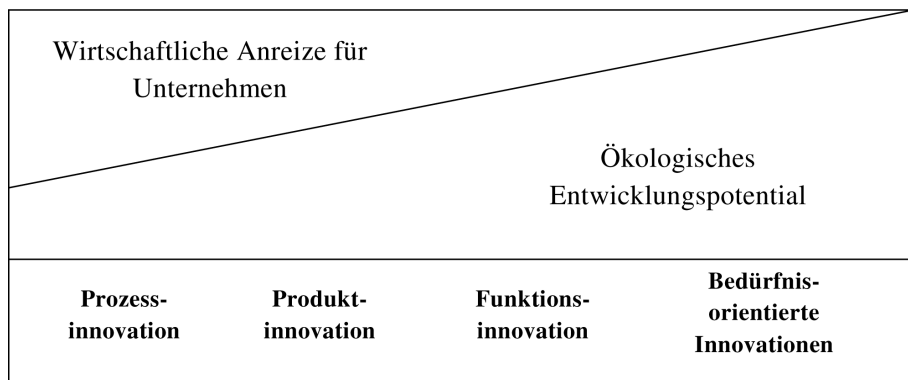 Wirtschaftliche Anreize für
Unternehmen
Ökologisches
Entwicklungspotential
Prozess-
innovation
Produkt-
innovation
Funktions-
innovation
Bedürfnis-
orientierte
Innovationen